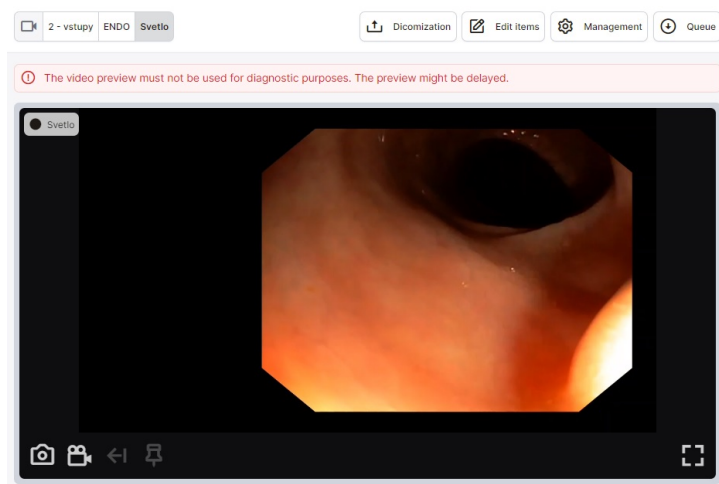 2 - vstupy ENDO Svetlo Dicomization Edit items Management Queue
The video preview must not be used for diagnostic purposes. The preview might be delayed.
Svetlo